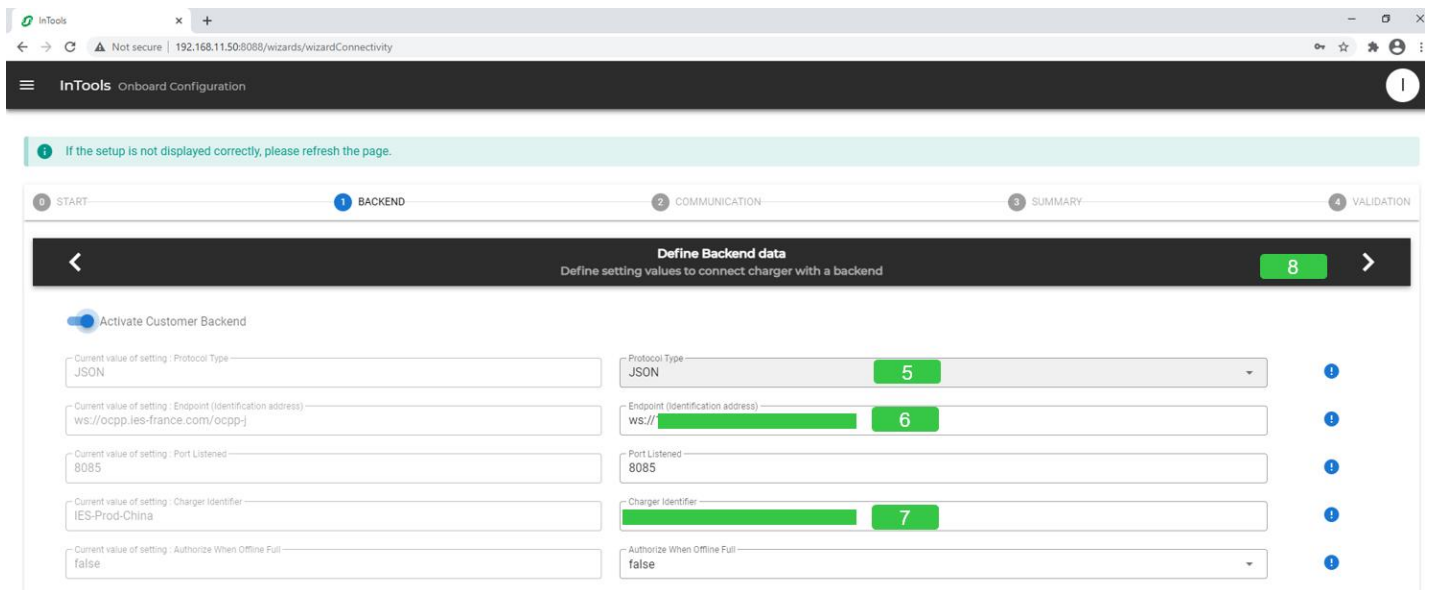 InTools
Not secure | 192.168.11.50:8088/wizards/wizardConnectivity
InTools Onboard Configuration
I
If the setup is not displayed correctly, please refresh the page.
0 START 1 BACKEND 2 COMMUNICATION 3 SUMMARY 4 VALIDATION
Define Backend data
Define setting values to connect charger with a backend
8
Activate Customer Backend
Current value of setting : Protocol Type
JSON
Protocol Type
JSON
5
Current value of setting : Endpoint (Identification address)
ws://ocpp.ies-france.com/ocpp-j
Endpoint (Identification address)
ws://
6
Current value of setting : Port Listened
8085
Port Listened
8085
Current value of setting : Charger Identifier
IES-Prod-China
Charger Identifier
7
Current value of setting : Authorize When Offline Full
false
Authorize When Offline Full
false